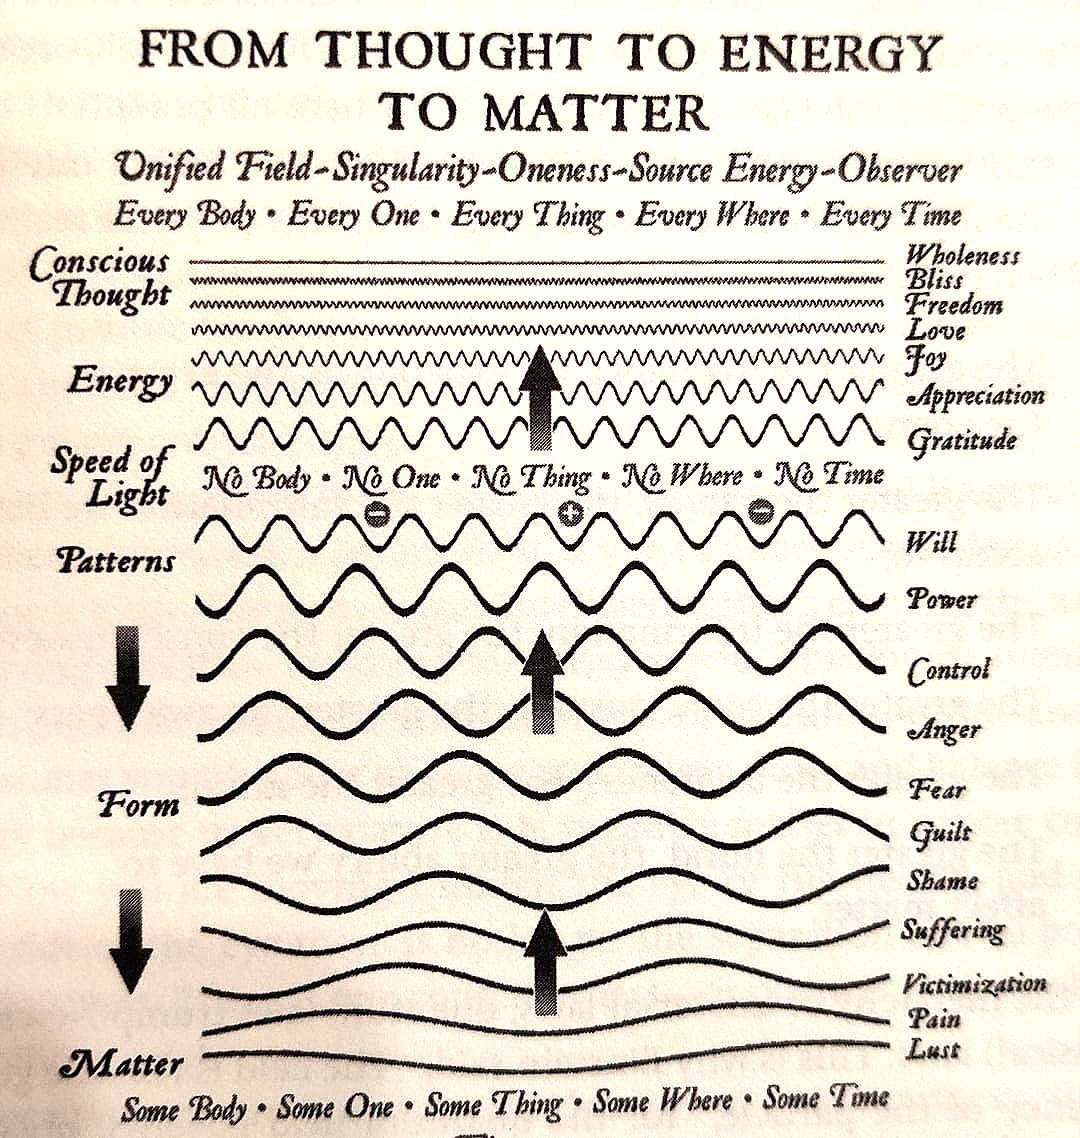 FROM THOUGHT TO ENERGY
TO MATTER
Unified Field-Singularity-Oneness-Source Energy-Observer
Every Body • Every One • Every Thing • Every Where • Every Time
Conscious
Thought
Wholeness
Bliss
Freedom
Love
Joy
Energy
Appreciation
Gratitude
Speed of
Light
No Body • No One • No Thing • No Where • No Time
− + −
Will
Patterns
Power
Control
Anger
Fear
Form
Guilt
Shame
Suffering
Victimization
Pain
Lust
Matter
Some Body • Some One • Some Thing • Some Where • Some Time